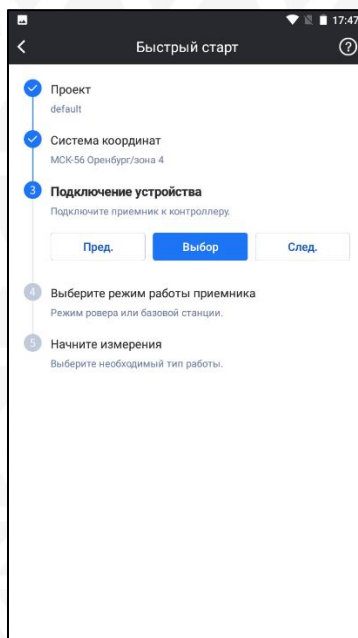 17:47
Быстрый старт
Проект
default
Система координат
МСК-56 Оренбург/зона 4
3 Подключение устройства
Подключите приемник к контроллеру.
Пред. Выбор След.
4 Выберите режим работы приемника
Режим ровера или базовой станции.
5 Начните измерения
Выберите необходимый тип работы.